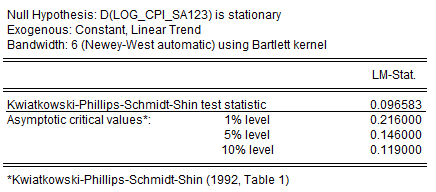 Null Hypothesis: D(LOG_CPI_SA123) is stationary
Exogenous: Constant, Linear Trend
Bandwidth: 6 (Newey-West automatic) using Bartlett kernel
LM-Stat.
Kwiatkowski-Phillips-Schmidt-Shin test statistic 0.096583
Asymptotic critical values*: 1% level 0.216000
5% level 0.146000
10% level 0.119000
*Kwiatkowski-Phillips-Schmidt-Shin (1992, Table 1)